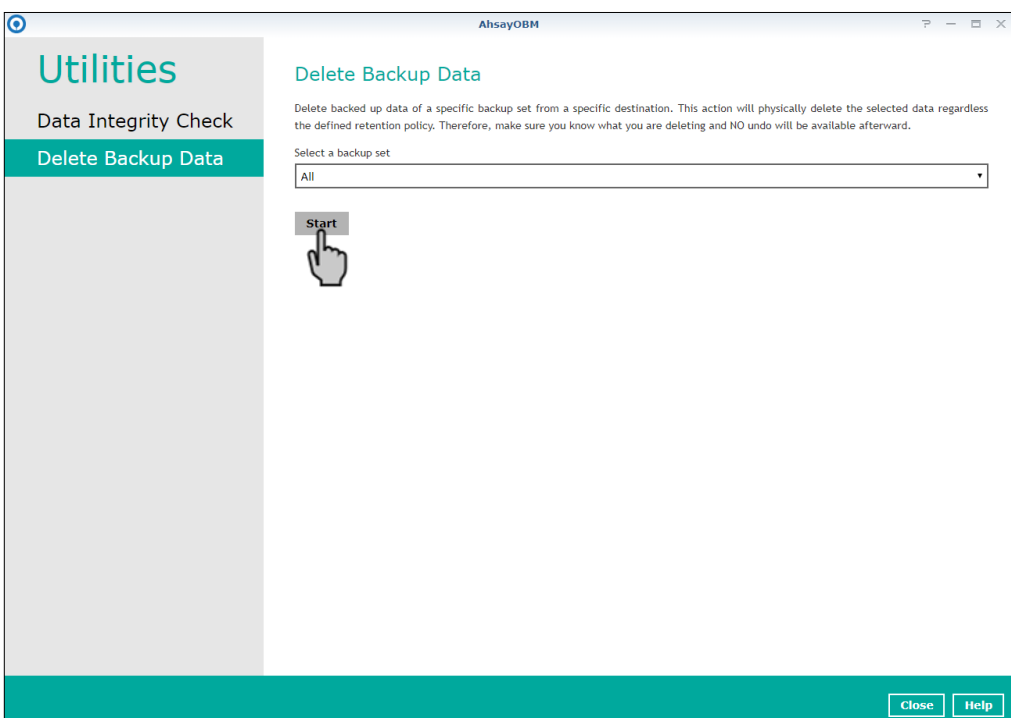 AhsayOBM
Utilities
Data Integrity Check
Delete Backup Data
Delete Backup Data
Delete backed up data of a specific backup set from a specific destination. This action will physically delete the selected data regardless
the defined retention policy. Therefore, make sure you know what you are deleting and NO undo will be available afterward.
Select a backup set
All
Start
Close
Help